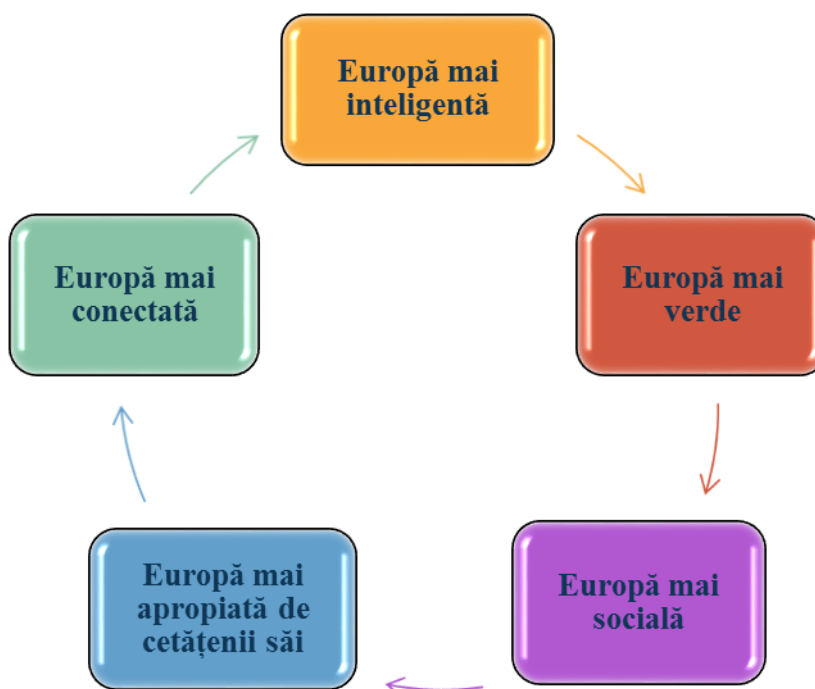 Europă mai
inteligentă
Europă mai
verde
Europă mai
socială
Europă mai
apropiată de
cetățenii săi
Europă mai
conectată